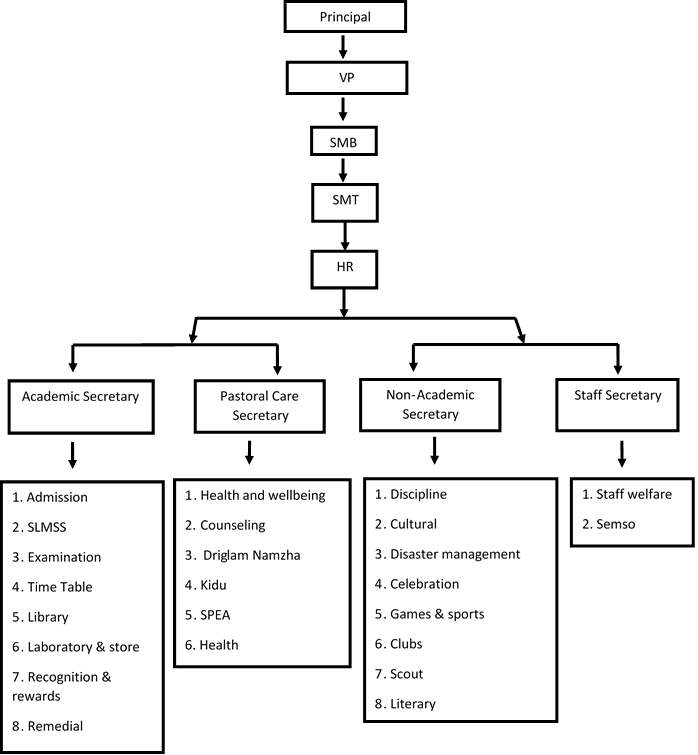 Principal
VP
SMB
SMT
HR
Academic Secretary
Pastoral Care
Secretary
Non-Academic
Secretary
Staff Secretary
1. Admission
2. SLMSS
3. Examination
4. Time Table
5. Library
6. Laboratory & store
7. Recognition &
rewards
8. Remedial
1. Health and wellbeing
2. Counseling
3. Driglam Namzha
4. Kidu
5. SPEA
6. Health
1. Discipline
2. Cultural
3. Disaster management
4. Celebration
5. Games & sports
6. Clubs
7. Scout
8. Literary
1. Staff welfare
2. Semso